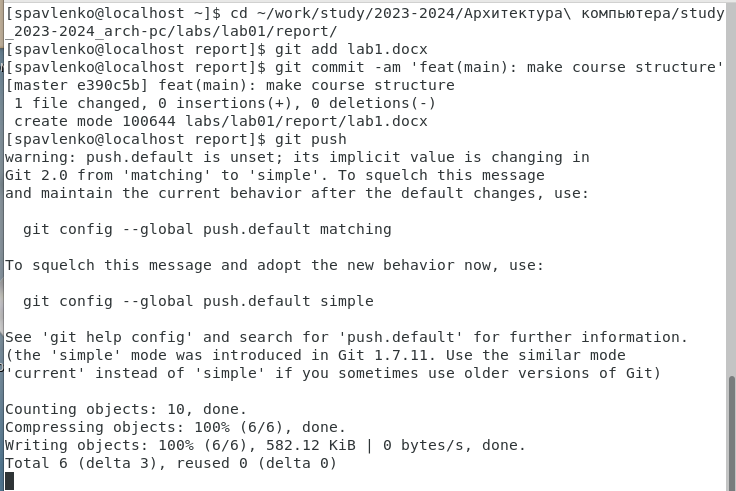 [spavlenko@localhost ~]$ cd ~/work/study/2023-2024/Архитектура\ компьютера/study
_2023-2024_arch-pc/labs/lab01/report/
[spavlenko@localhost report]$ git add lab1.docx
[spavlenko@localhost report]$ git commit -am 'feat(main): make course structure'
[master e390c5b] feat(main): make course structure
 1 file changed, 0 insertions(+), 0 deletions(-)
 create mode 100644 labs/lab01/report/lab1.docx
[spavlenko@localhost report]$ git push
warning: push.default is unset; its implicit value is changing in
Git 2.0 from 'matching' to 'simple'. To squelch this message
and maintain the current behavior after the default changes, use:

  git config --global push.default matching

To squelch this message and adopt the new behavior now, use:

  git config --global push.default simple

See 'git help config' and search for 'push.default' for further information.
(the 'simple' mode was introduced in Git 1.7.11. Use the similar mode
'current' instead of 'simple' if you sometimes use older versions of Git)

Counting objects: 10, done.
Compressing objects: 100% (6/6), done.
Writing objects: 100% (6/6), 582.12 KiB | 0 bytes/s, done.
Total 6 (delta 3), reused 0 (delta 0)